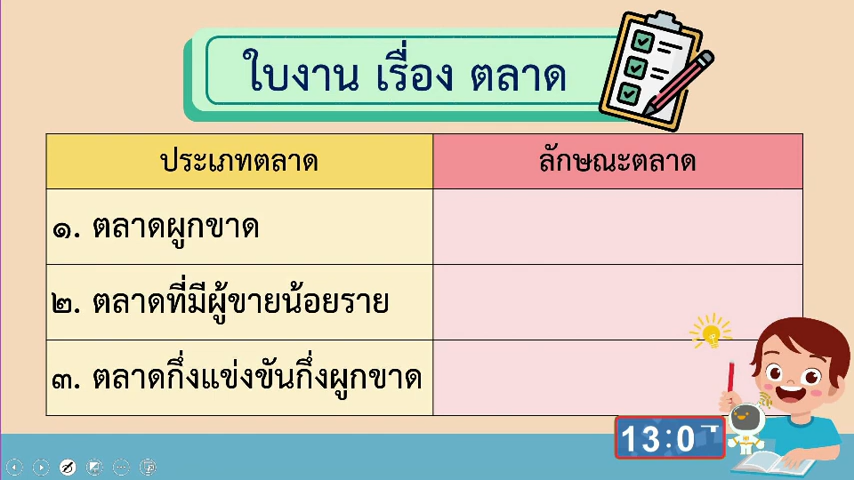 ใบงาน เรื่อง ตลาด
ประเภทตลาด
ลักษณะตลาด
๑. ตลาดผูกขาด
๒. ตลาดที่มีผู้ขายน้อยราย
๓. ตลาดกึ่งแข่งขันกึ่งผูกขาด
13:0